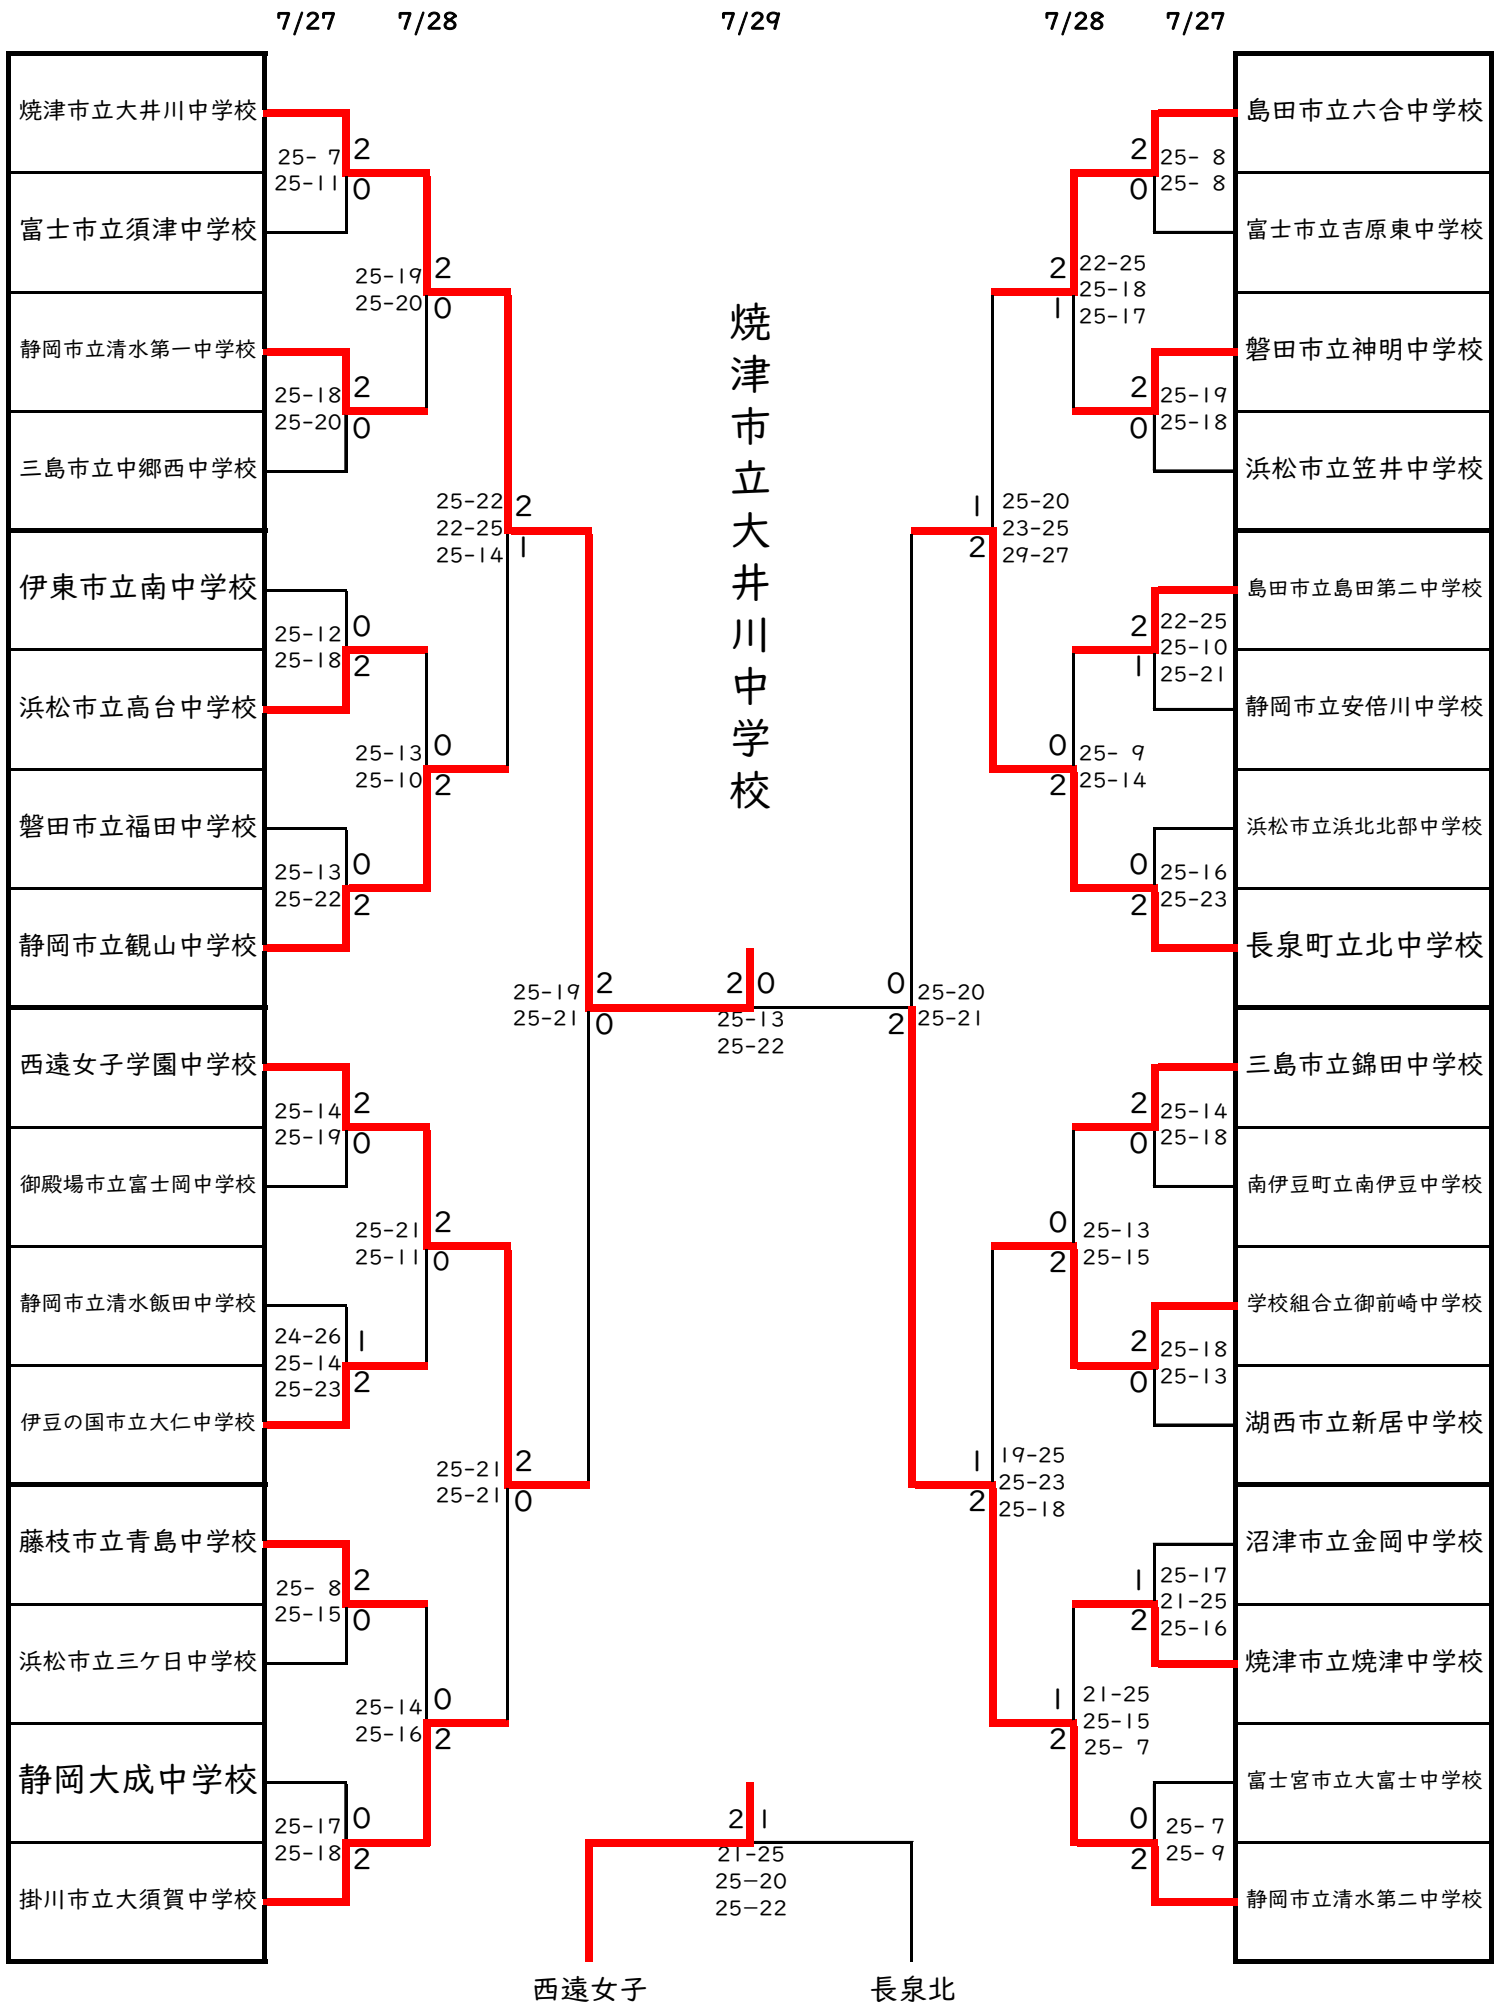 7/27 7/28 7/29 7/28 7/27
焼津市立大井川中学校
25- 7 2
25-11 0
富士市立須津中学校
25-19 2
25-20 0
静岡市立清水第一中学校
25-18 2
25-20 0
三島市立中郷西中学校
25-22 2
22-25 1
25-14
伊東市立南中学校
25-12 0
25-18 2
浜松市立高台中学校
25-13 0
25-10 2
磐田市立福田中学校
25-13 0
25-22 2
静岡市立観山中学校
25-19 2
25-21 0
西遠女子学園中学校
25-14 2
25-19 0
御殿場市立富士岡中学校
25-21 2
25-11 0
静岡市立清水飯田中学校
24-26 1
25-14
25-23 2
伊豆の国市立大仁中学校
25-21 2
25-21 0
藤枝市立青島中学校
25- 8 2
25-15 0
浜松市立三ケ日中学校
25-14 0
25-16 2
静岡大成中学校
25-17 0
25-18 2
掛川市立大須賀中学校
焼津市立大井川中学校
2 0
25-13
25-22
2 1
21-25
25-20
25-22
西遠女子 長泉北
島田市立六合中学校
2 25- 8
0 25- 8
富士市立吉原東中学校
2 22-25
1 25-18
25-17
磐田市立神明中学校
2 25-19
0 25-18
浜松市立笠井中学校
1 25-20
2 23-25
29-27
島田市立島田第二中学校
2 22-25
1 25-10
25-21
静岡市立安倍川中学校
0 25- 9
2 25-14
浜松市立浜北北部中学校
0 25-16
2 25-23
長泉町立北中学校
0 25-20
2 25-21
三島市立錦田中学校
2 25-14
0 25-18
南伊豆町立南伊豆中学校
0 25-13
2 25-15
学校組合立御前崎中学校
2 25-18
0 25-13
湖西市立新居中学校
1 19-25
2 25-23
25-18
沼津市立金岡中学校
1 25-17
2 21-25
25-16
焼津市立焼津中学校
1 21-25
2 25-15
25- 7
富士宮市立大富士中学校
0 25- 7
2 25- 9
静岡市立清水第二中学校